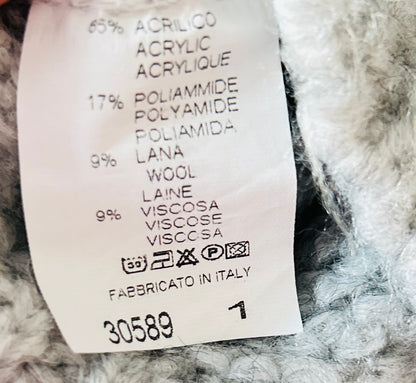 65% ACRILICO
ACRYLIC
ACRYLIQUE
17% POLIAMMIDE
POLYAMIDE
POLIAMIDA
9% LANA
WOOL
LAINE
9% VISCOSA
VISCOSE
VISCOSA
30 P
FABBRICATO IN ITALY
30589 1